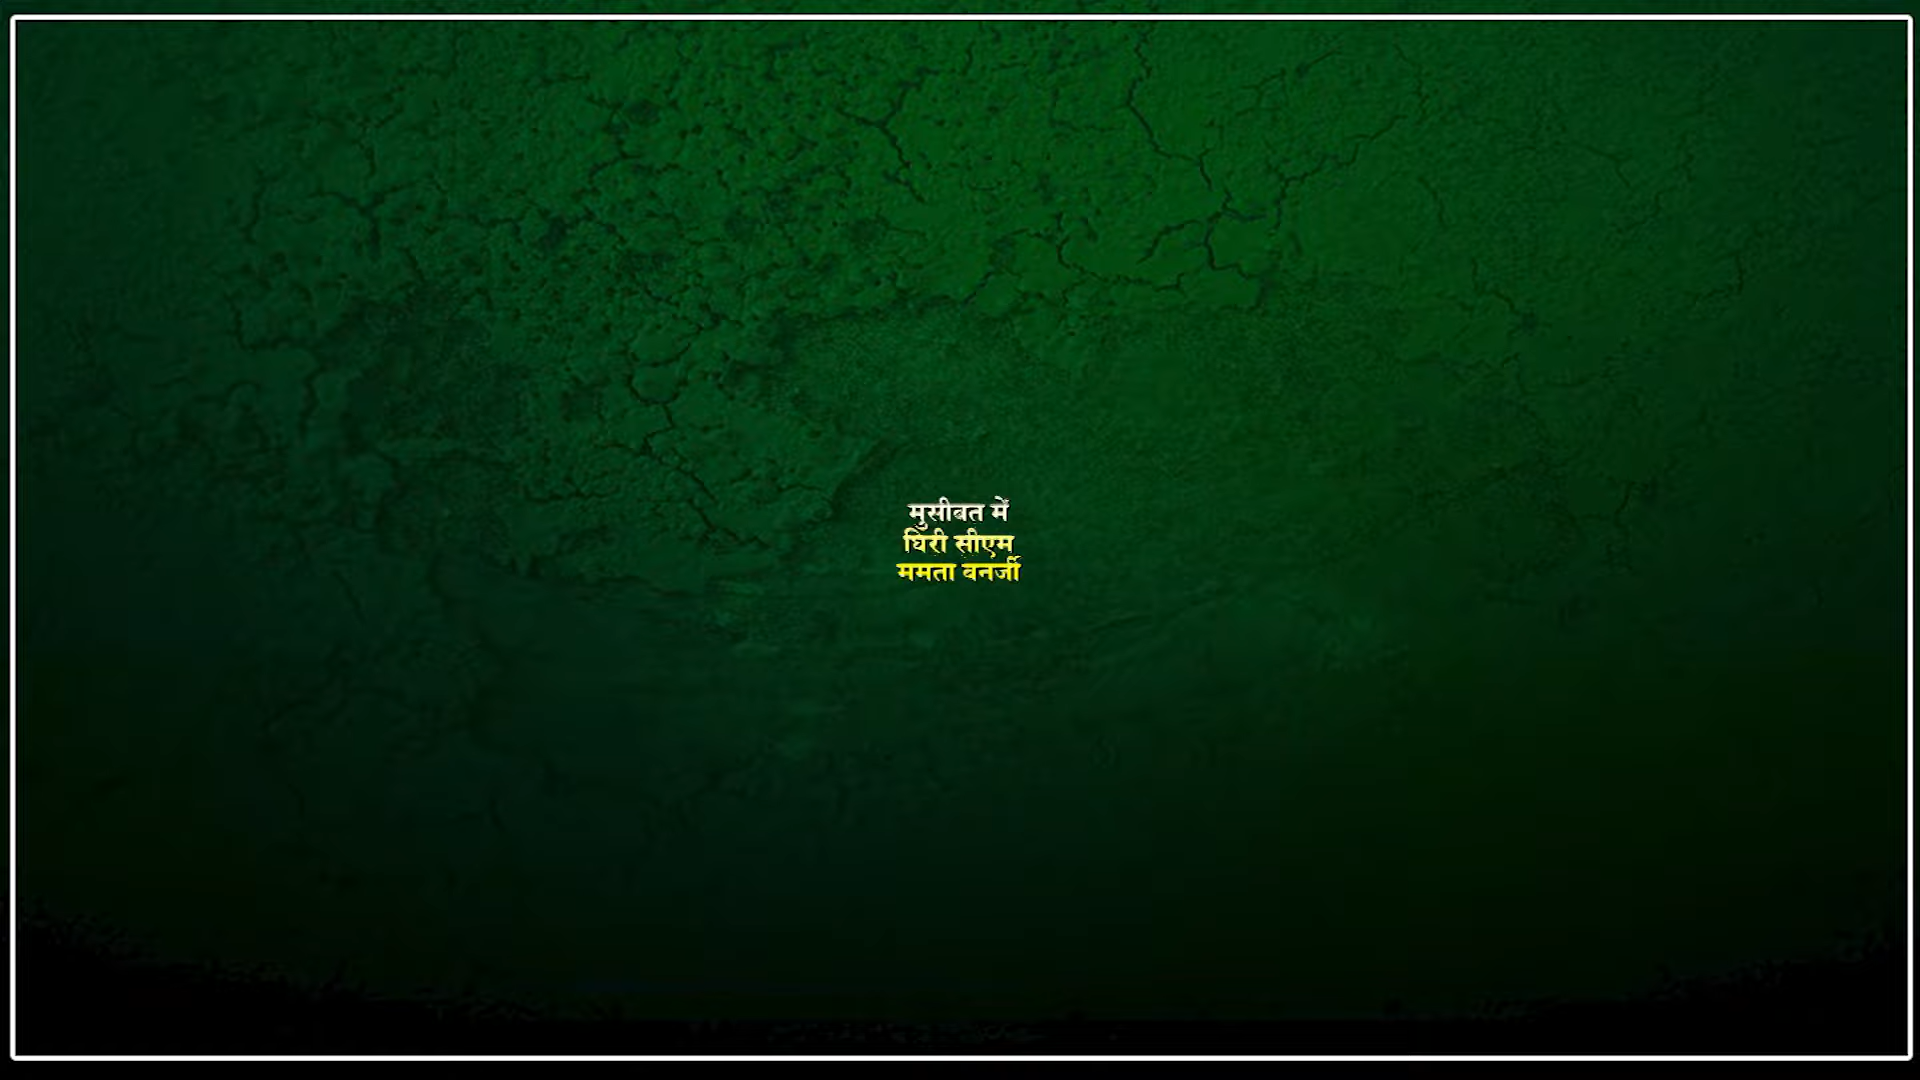 मुसीबत में
घिरी सीएम
ममता बनर्जी